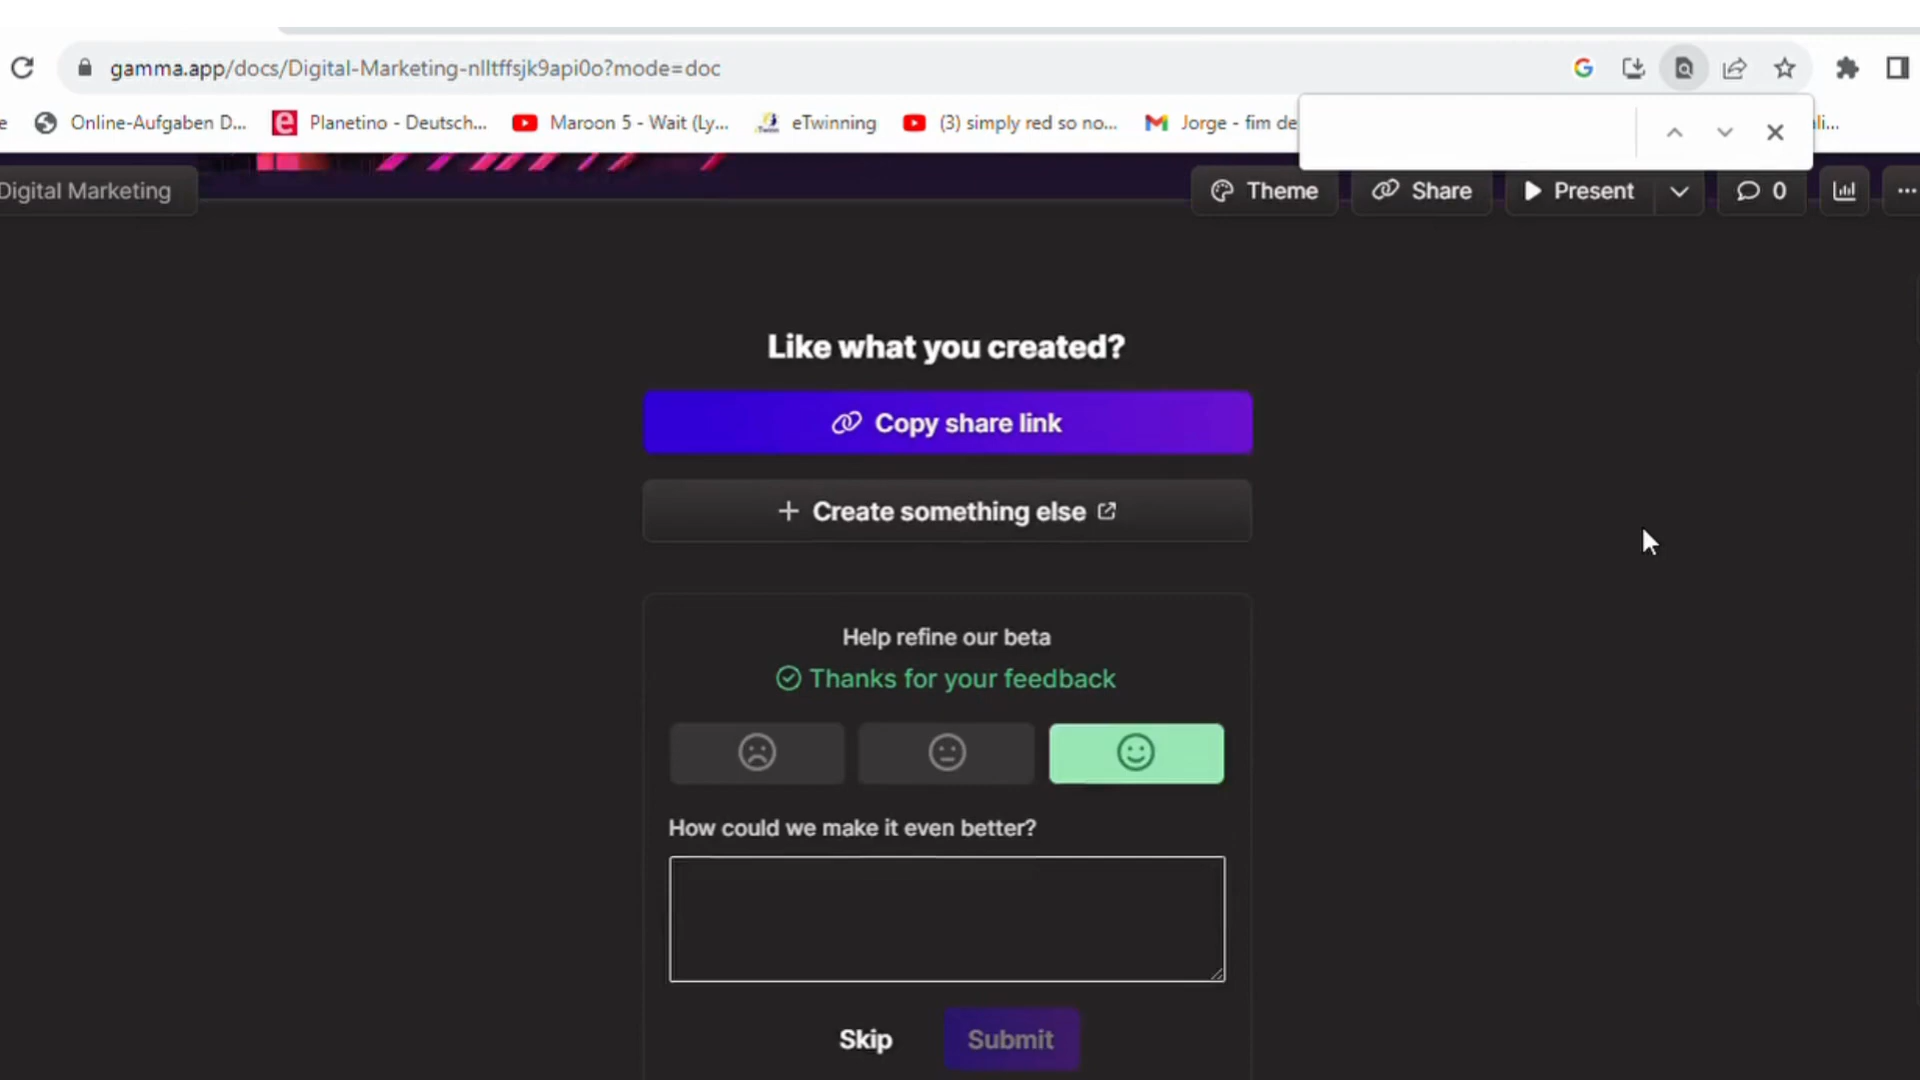 gamma.app/docs/Digital-Marketing-nlltffsjk9api0o?mode=doc
e Online-Aufgaben D... Planetino - Deutsch... Maroon 5 - Wait (Ly... eTwinning (3) simply red so no... Jorge - fim de li...
Digital Marketing Theme Share Present 0
Like what you created?
Copy share link
+ Create something else
Help refine our beta
Thanks for your feedback
How could we make it even better?
Skip Submit